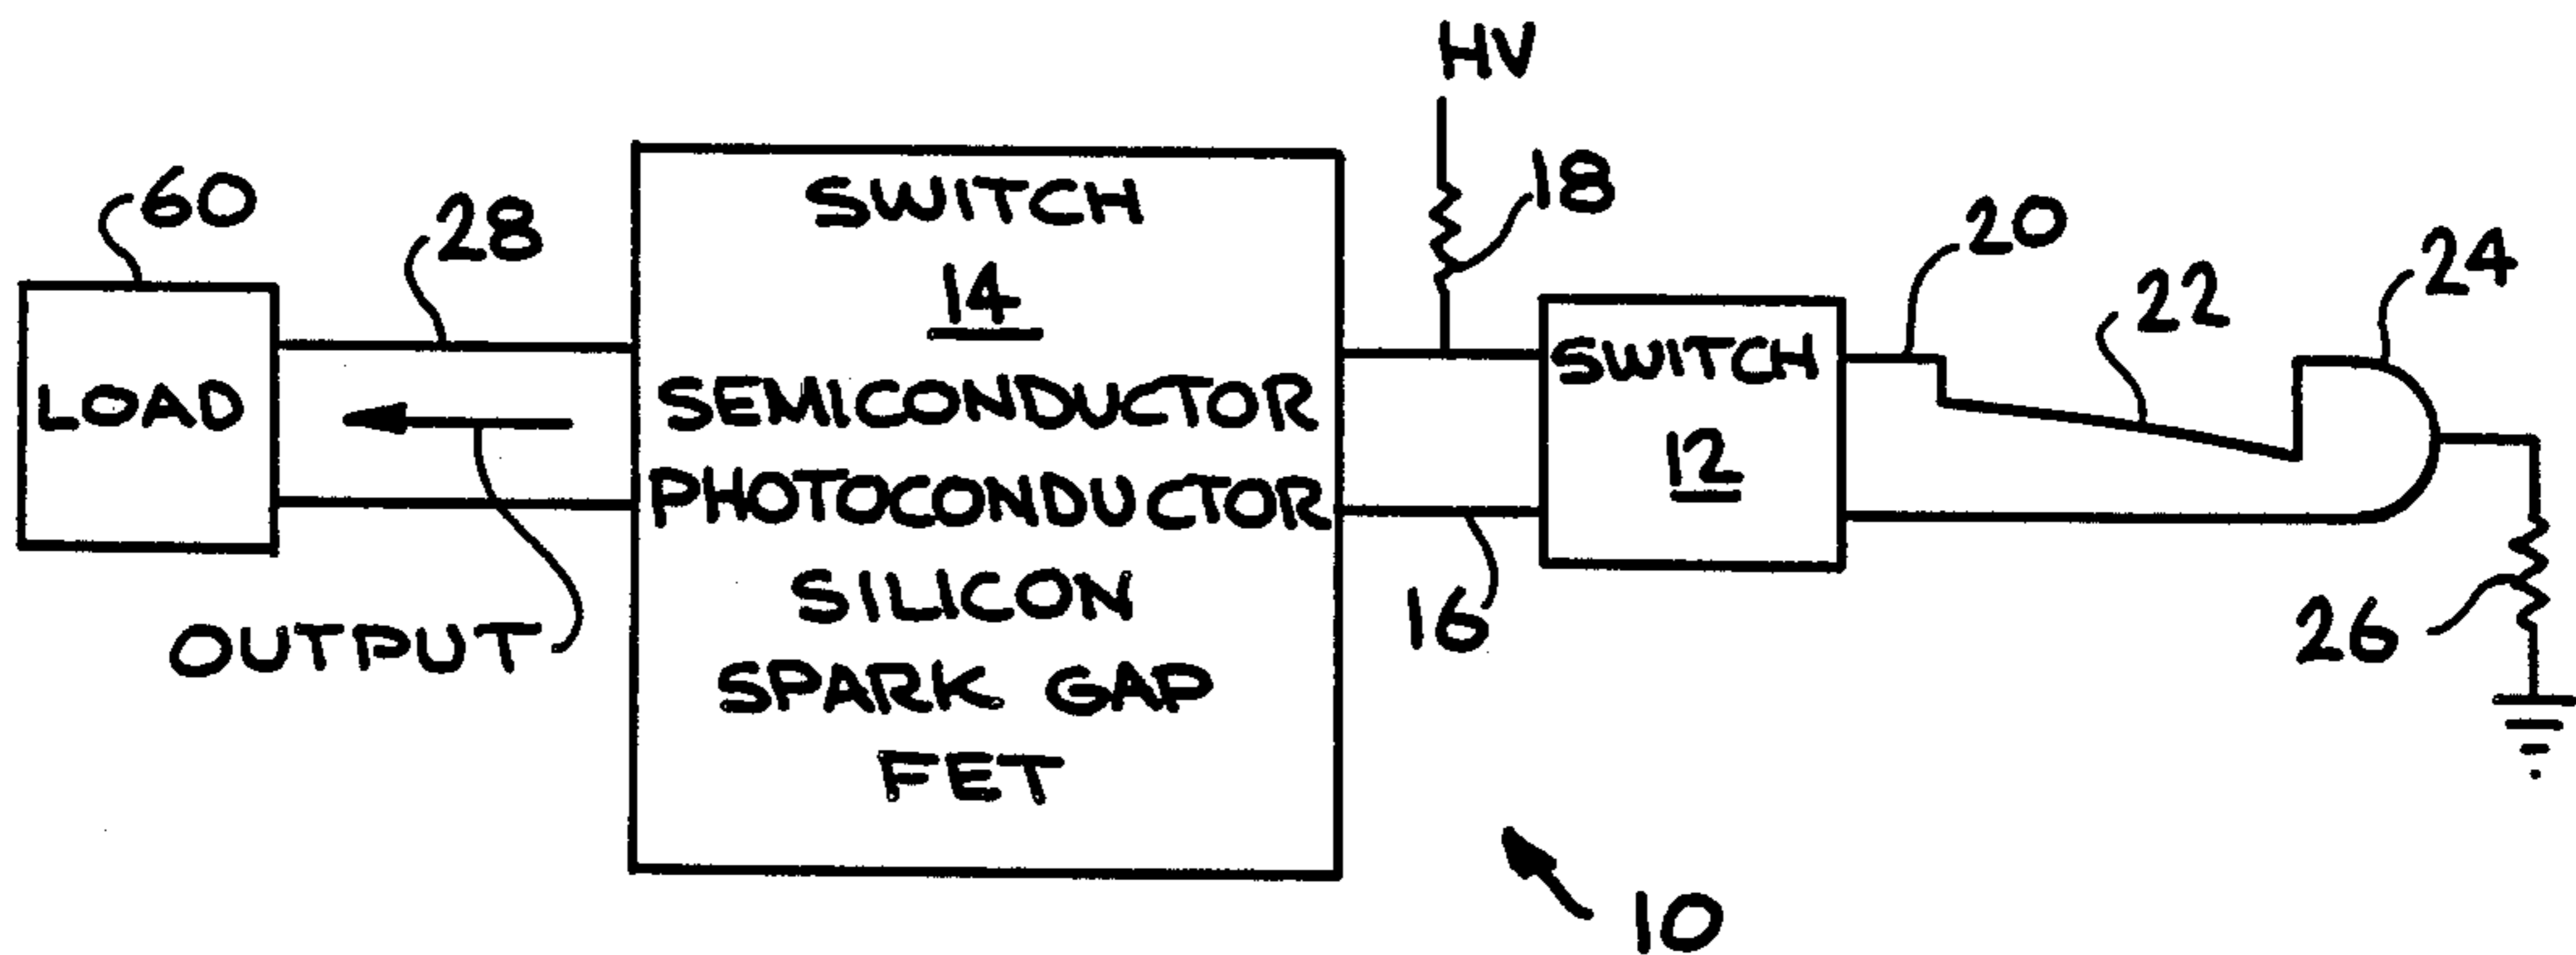 HV
60
28
18
20
22
24
SWITCH
14
SEMICONDUCTOR
PHOTOCONDUCTOR
SILICON
SPARK GAP
FET
LOAD
SWITCH
12
OUTPUT
16
26
10